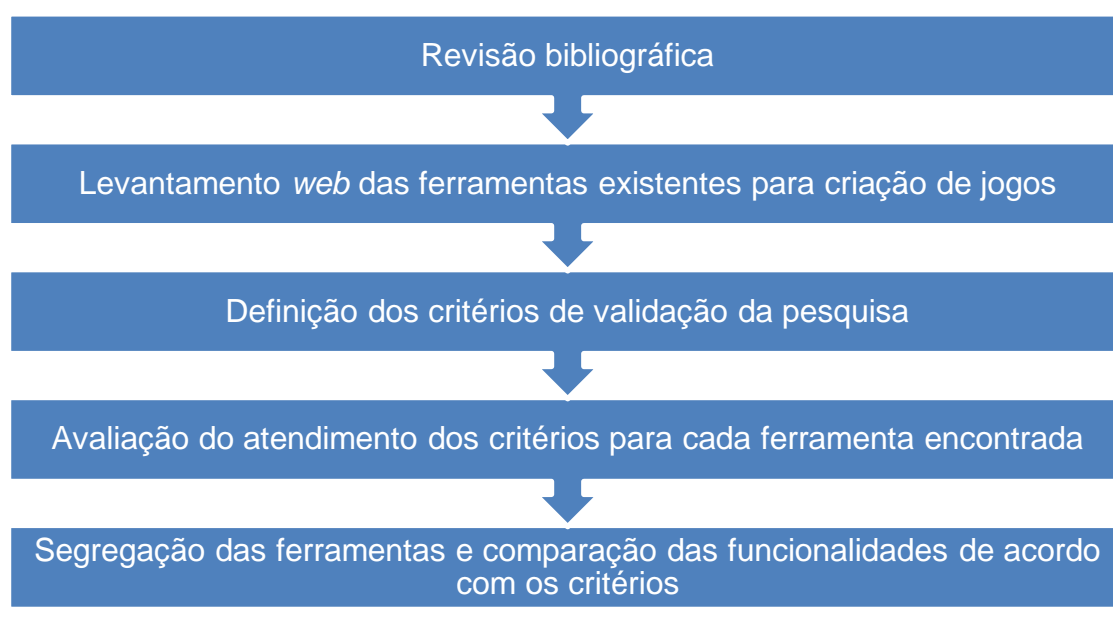 Revisão bibliográfica
Levantamento web das ferramentas existentes para criação de jogos
Definição dos critérios de validação da pesquisa
Avaliação do atendimento dos critérios para cada ferramenta encontrada
Segregação das ferramentas e comparação das funcionalidades de acordo
com os critérios